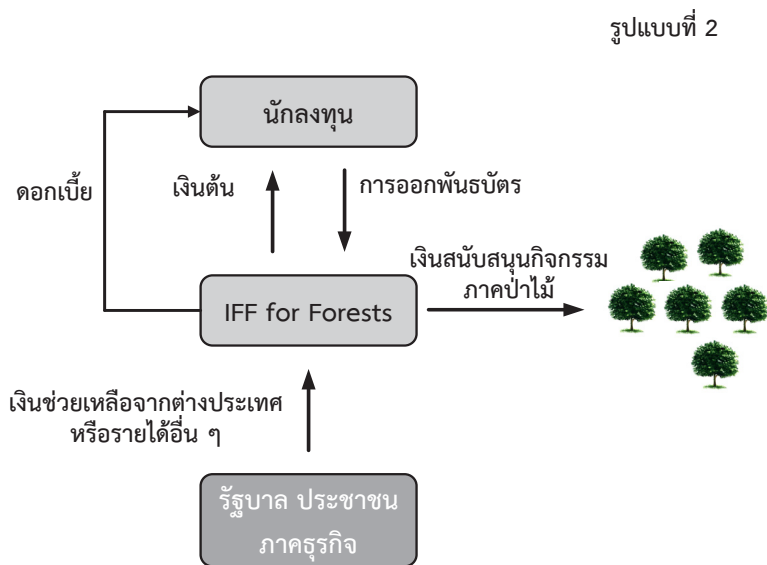 รูปแบบที่ 2
นักลงทุน
ดอกเบี้ย
เงินต้น
การออกพันธบัตร
เงินสนับสนุนกิจกรรม
ภาคป่าไม้
IFF for Forests
เงินช่วยเหลือจากต่างประเทศ
หรือรายได้อื่น ๆ
รัฐบาล ประชาชน
ภาคธุรกิจ